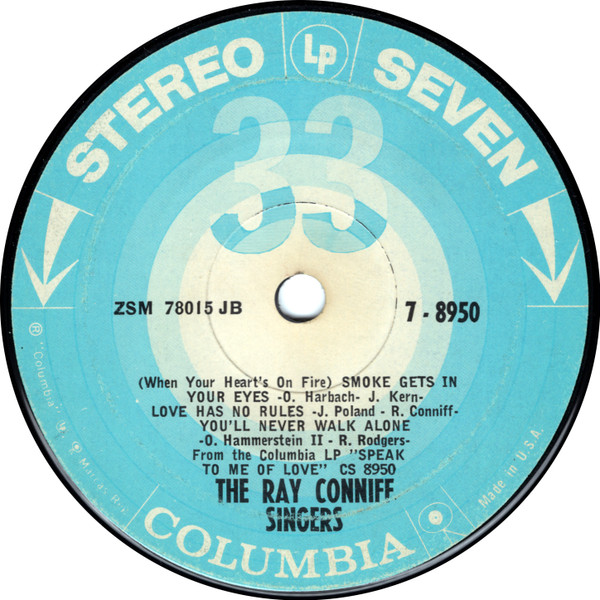 STEREO Lp SEVEN
33
ZSM 78015 JB
7 - 8950
(When Your Heart's On Fire) SMOKE GETS IN
YOUR EYES -O. Harbach- J. Kern-
LOVE HAS NO RULES -J. Poland - R. Conniff-
YOU'LL NEVER WALK ALONE
-O. Hammerstein II - R. Rodgers-
From the Columbia LP "SPEAK
TO ME OF LOVE" CS 8950
THE RAY CONNIFF
SINGERS
® "Columbia"
Made in U.S.A.
COLUMBIA